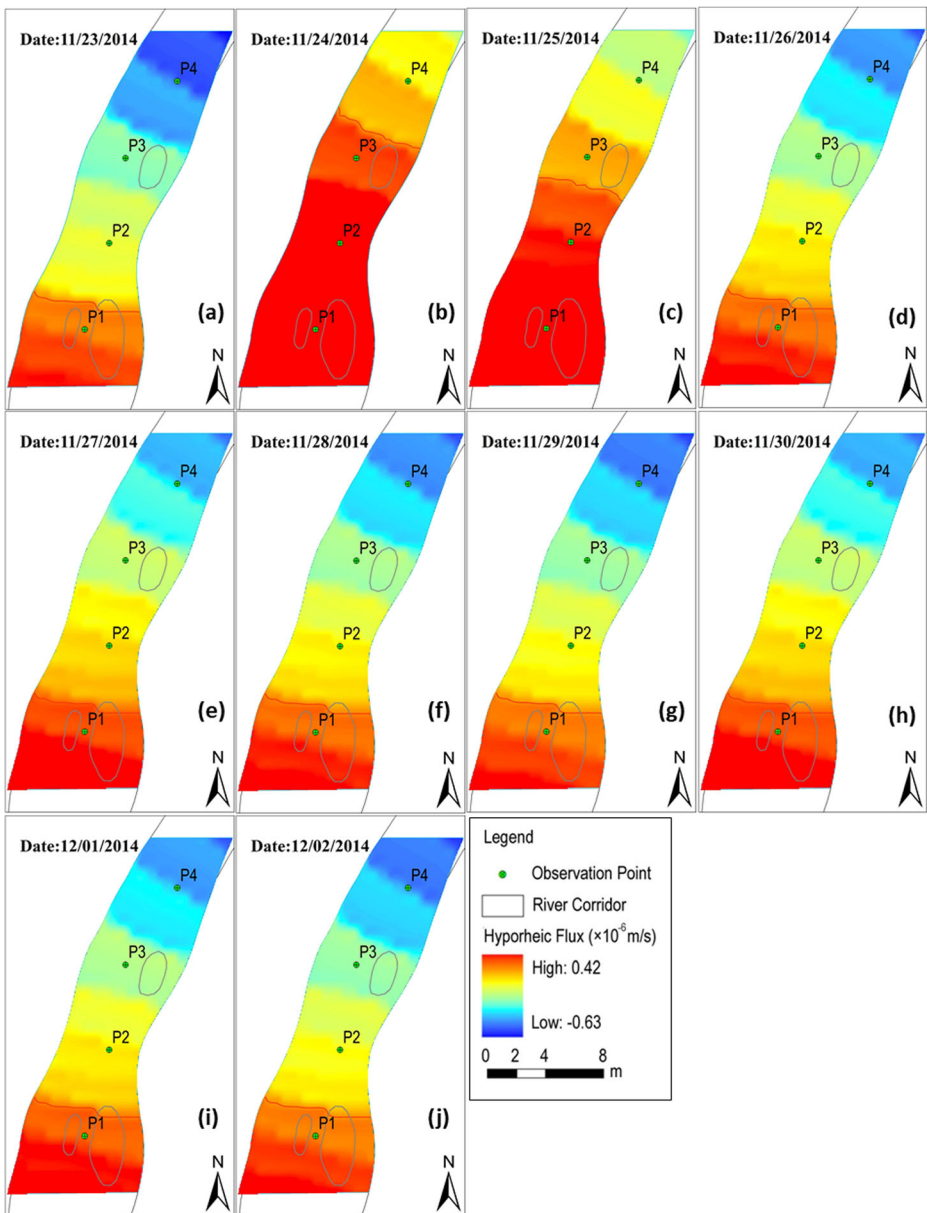 Date:11/23/2014
P4
P3
P2
P1
(a)
N
Date:11/24/2014
P4
P3
P2
P1
(b)
N
Date:11/25/2014
P4
P3
P2
P1
(c)
N
Date:11/26/2014
P4
P3
P2
P1
(d)
N
Date:11/27/2014
P4
P3
P2
P1
(e)
N
Date:11/28/2014
P4
P3
P2
P1
(f)
N
Date:11/29/2014
P4
P3
P2
P1
(g)
N
Date:11/30/2014
P4
P3
P2
P1
(h)
N
Date:12/01/2014
P4
P3
P2
P1
(i)
N
Date:12/02/2014
P4
P3
P2
P1
(j)
N
Legend
Observation Point
River Corridor
Hyporheic Flux (×10⁻⁶m/s)
High: 0.42
Low: -0.63
0 2 4 8
m